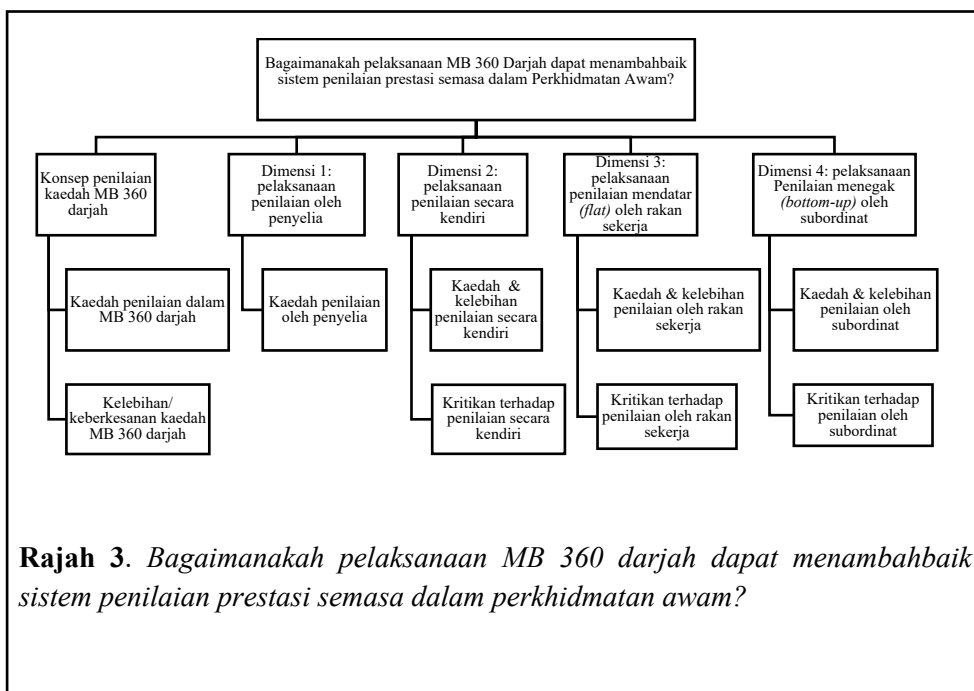 Bagaimanakah pelaksanaan MB 360 Darjah dapat menambahbaik
sistem penilaian prestasi semasa dalam Perkhidmatan Awam?
Konsep penilaian
kaedah MB 360
darjah
Kaedah penilaian dalam
MB 360 darjah
Kelebihan/
keberkesanan kaedah
MB 360 darjah
Dimensi 1:
pelaksanaan
penilaian oleh
penyelia
Kaedah penilaian
oleh penyelia
Dimensi 2:
pelaksanaan
penilaian secara
kendiri
Kaedah &
kelebihan
penilaian secara
kendiri
Kritikan terhadap
penilaian secara
kendiri
Dimensi 3:
pelaksanaan
penilaian mendatar
(flat) oleh rakan
sekerja
Kaedah & kelebihan
penilaian oleh rakan
sekerja
Kritikan terhadap
penilaian oleh rakan
sekerja
Dimensi 4: pelaksanaan
Penilaian menegak
(bottom-up) oleh
subordinat
Kaedah & kelebihan
penilaian oleh
subordinat
Kritikan terhadap
penilaian oleh
subordinat
Rajah 3. Bagaimanakah pelaksanaan MB 360 darjah dapat menambahbaik
sistem penilaian prestasi semasa dalam perkhidmatan awam?